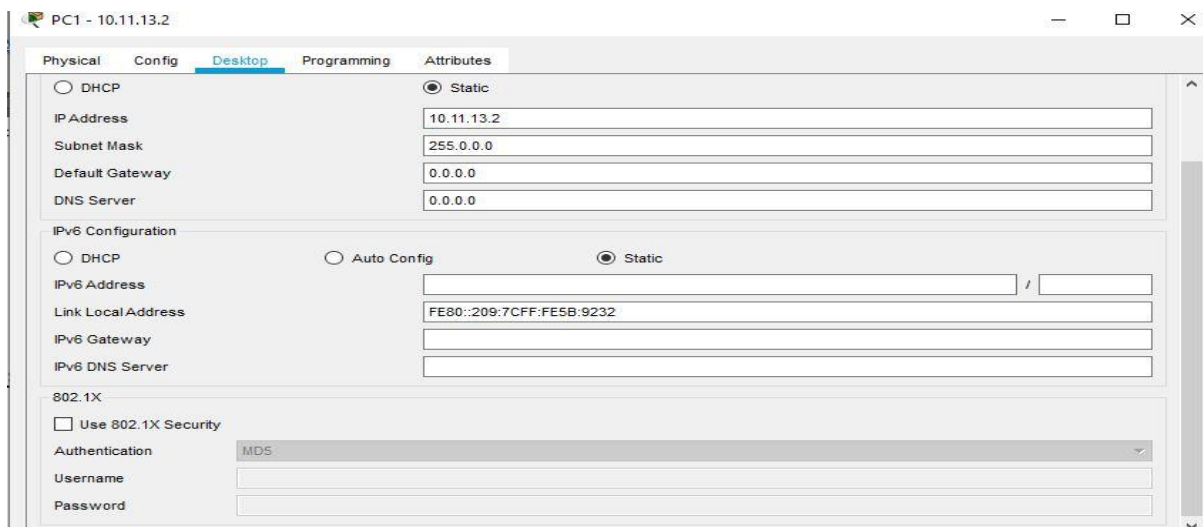 PC1 - 10.11.13.2
Physical Config Desktop Programming Attributes
DHCP Static
IP Address 10.11.13.2
Subnet Mask 255.0.0.0
Default Gateway 0.0.0.0
DNS Server 0.0.0.0
IPv6 Configuration
DHCP Auto Config Static
IPv6 Address /
Link Local Address FE80::209:7CFF:FE5B:9232
IPv6 Gateway
IPv6 DNS Server
802.1X
Use 802.1X Security
Authentication MD5
Username
Password